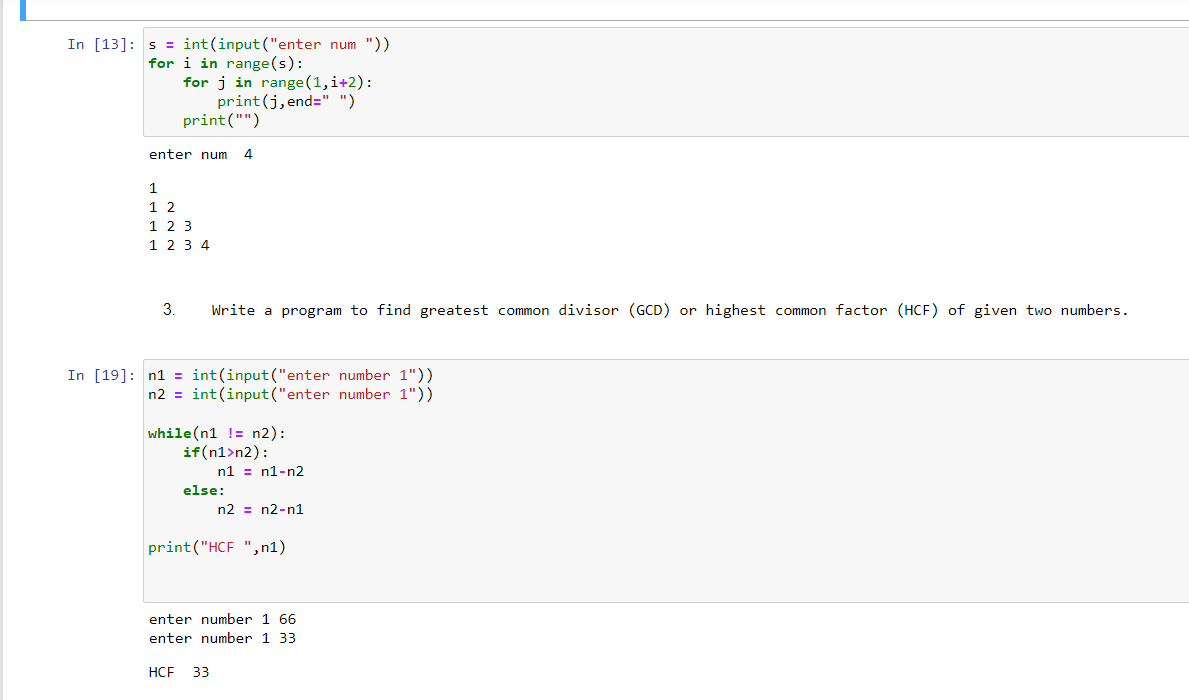 In [13]: s = int(input("enter num "))
for i in range(s):
    for j in range(1,i+2):
        print(j,end=" ")
    print("")
enter num  4
1
1 2
1 2 3
1 2 3 4
3.    Write a program to find greatest common divisor (GCD) or highest common factor (HCF) of given two numbers.
In [19]: n1 = int(input("enter number 1"))
n2 = int(input("enter number 1"))
while(n1 != n2):
    if(n1>n2):
        n1 = n1-n2
    else:
        n2 = n2-n1
print("HCF ",n1)
enter number 1 66
enter number 1 33
HCF  33